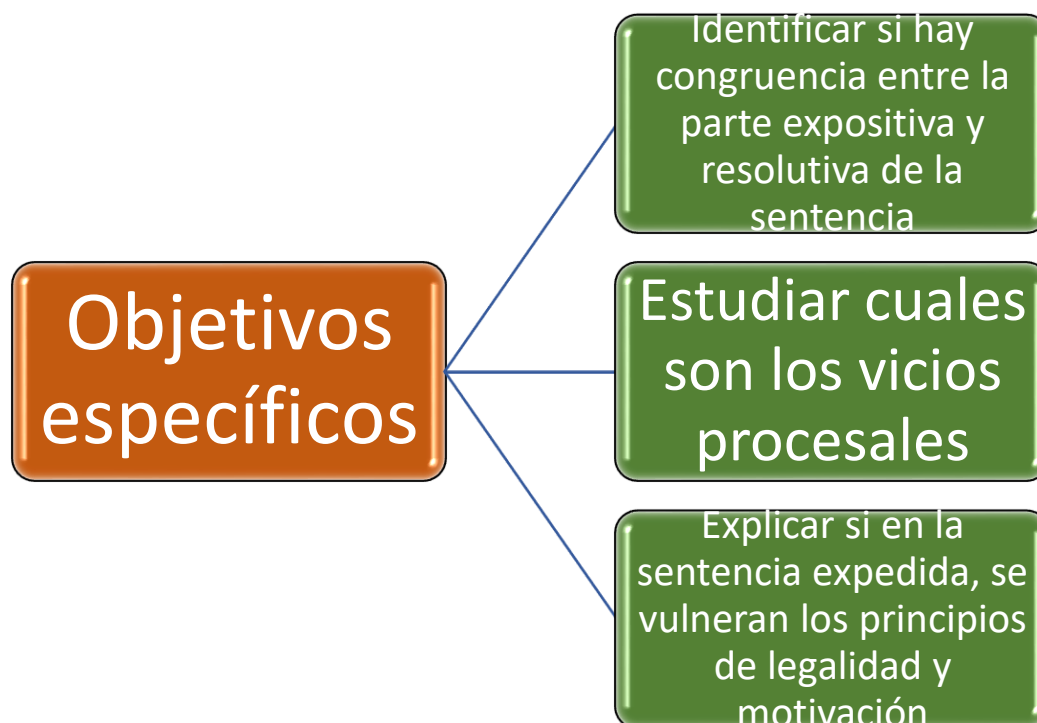 Objetivos
específicos
Identificar si hay
congruencia entre la
parte expositiva y
resolutiva de la
sentencia
Estudiar cuales
son los vicios
procesales
Explicar si en la
sentencia expedida, se
vulneran los principios
de legalidad y
motivación